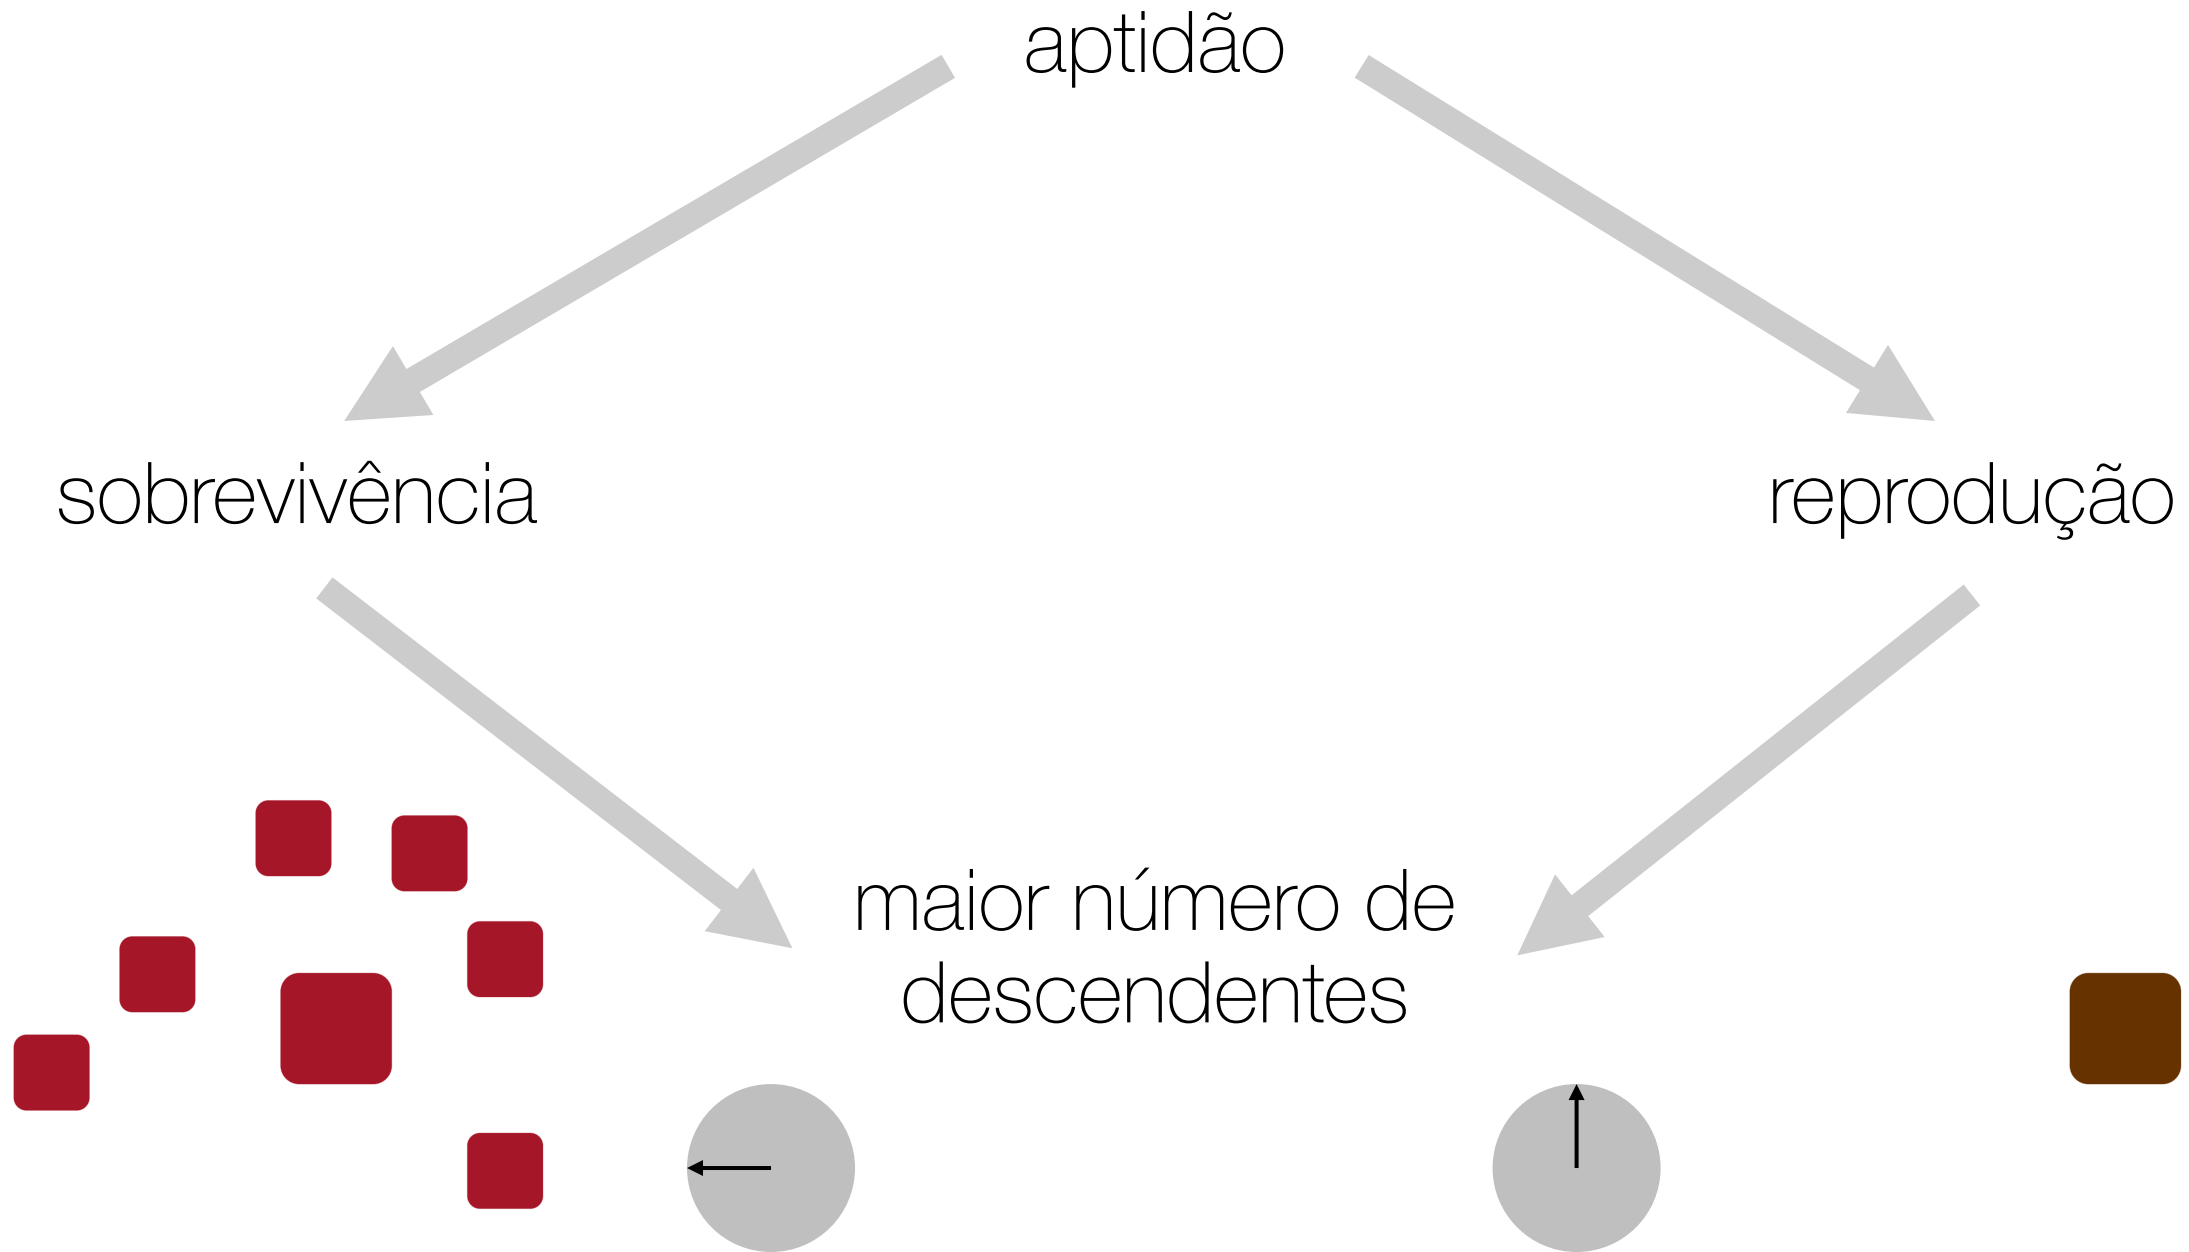 aptidão
sobrevivência
reprodução
maior número de
descendentes